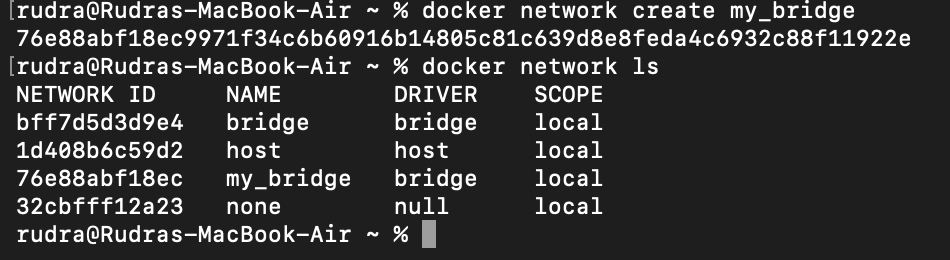 [rudra@Rudras-MacBook-Air ~ % docker network create my_bridge
76e88abf18ec9971f34c6b60916b14805c81c639d8e8feda4c6932c88f11922e
[rudra@Rudras-MacBook-Air ~ % docker network ls
NETWORK ID     NAME        DRIVER    SCOPE
bff7d5d3d9e4   bridge      bridge    local
1d408b6c59d2   host        host      local
76e88abf18ec   my_bridge   bridge    local
32cbfff12a23   none        null      local
rudra@Rudras-MacBook-Air ~ %